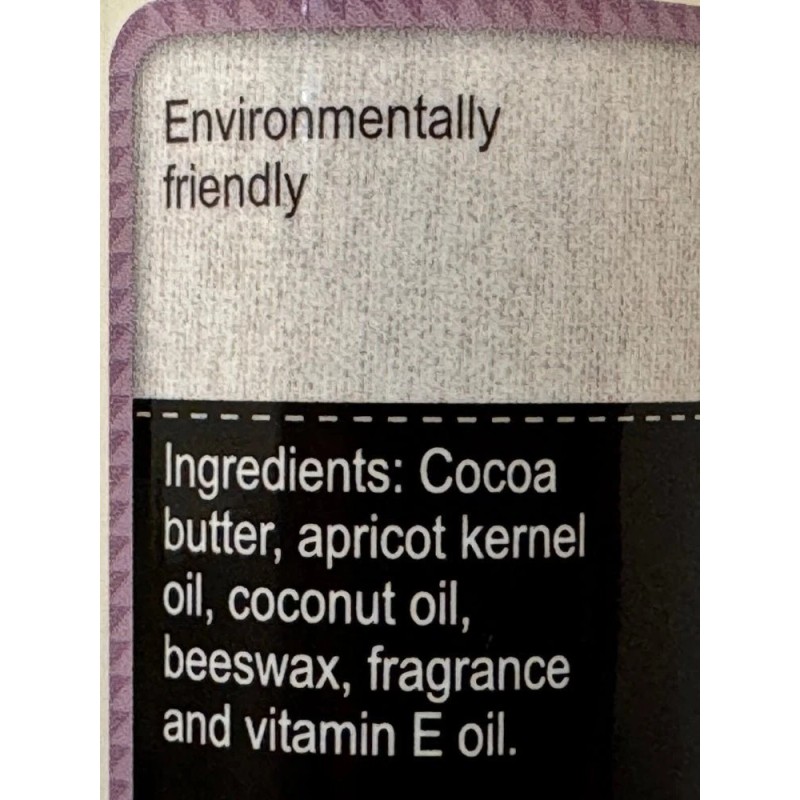 Environmentally
friendly
Ingredients: Cocoa
butter, apricot kernel
oil, coconut oil,
beeswax, fragrance
and vitamin E oil.